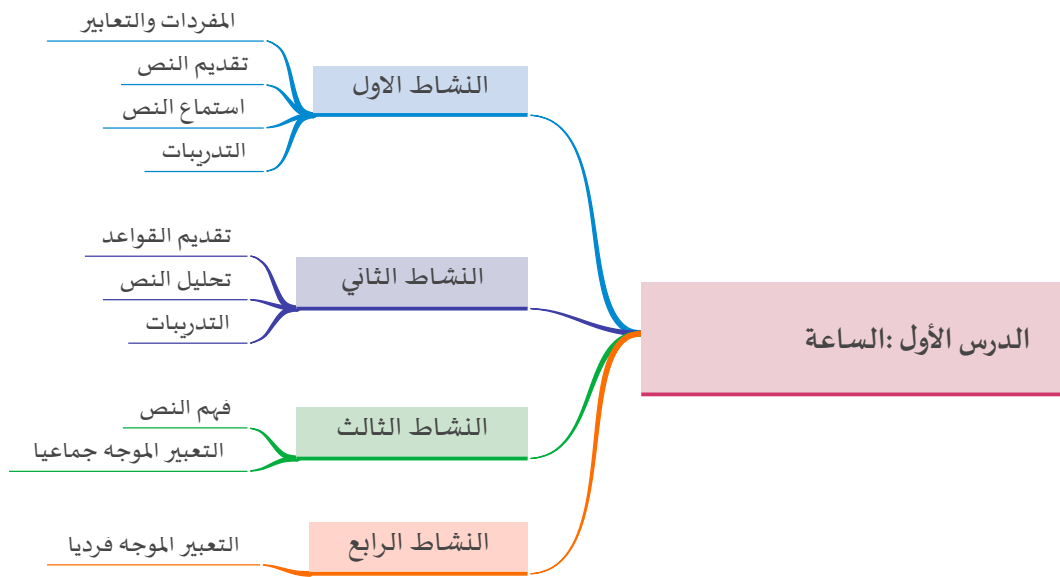 الدرس الأول :الساعة
النشاط الاول
المفردات والتعابير
تقديم النص
استماع النص
التدريبات
النشاط الثاني
تقديم القواعد
تحليل النص
التدريبات
النشاط الثالث
فهم النص
التعبير الموجه جماعيا
النشاط الرابع
التعبير الموجه فرديا